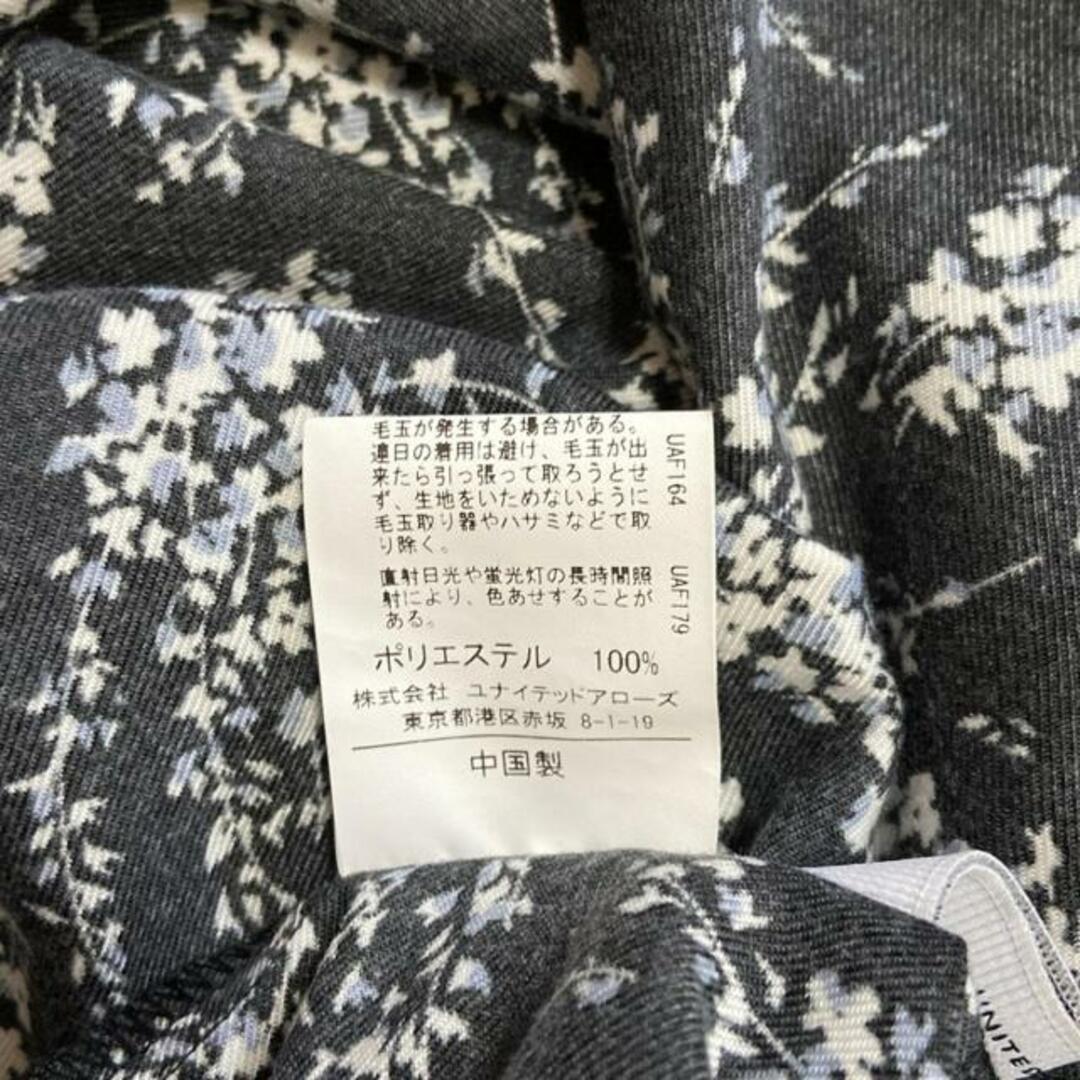 毛玉が発生する場合がある。
連日の着用は避け、毛玉が出
来たら引っ張って取ろうとせ
ず、生地をいためないように
毛玉取り器やハサミなどで取
り除く。
UAF164
直射日光や蛍光灯の長時間照
射により、色あせすることが
ある。
UAF179
ポリエステル 100%
株式会社 ユナイテッドアローズ
東京都港区赤坂 8-1-19
中国製
UNITED